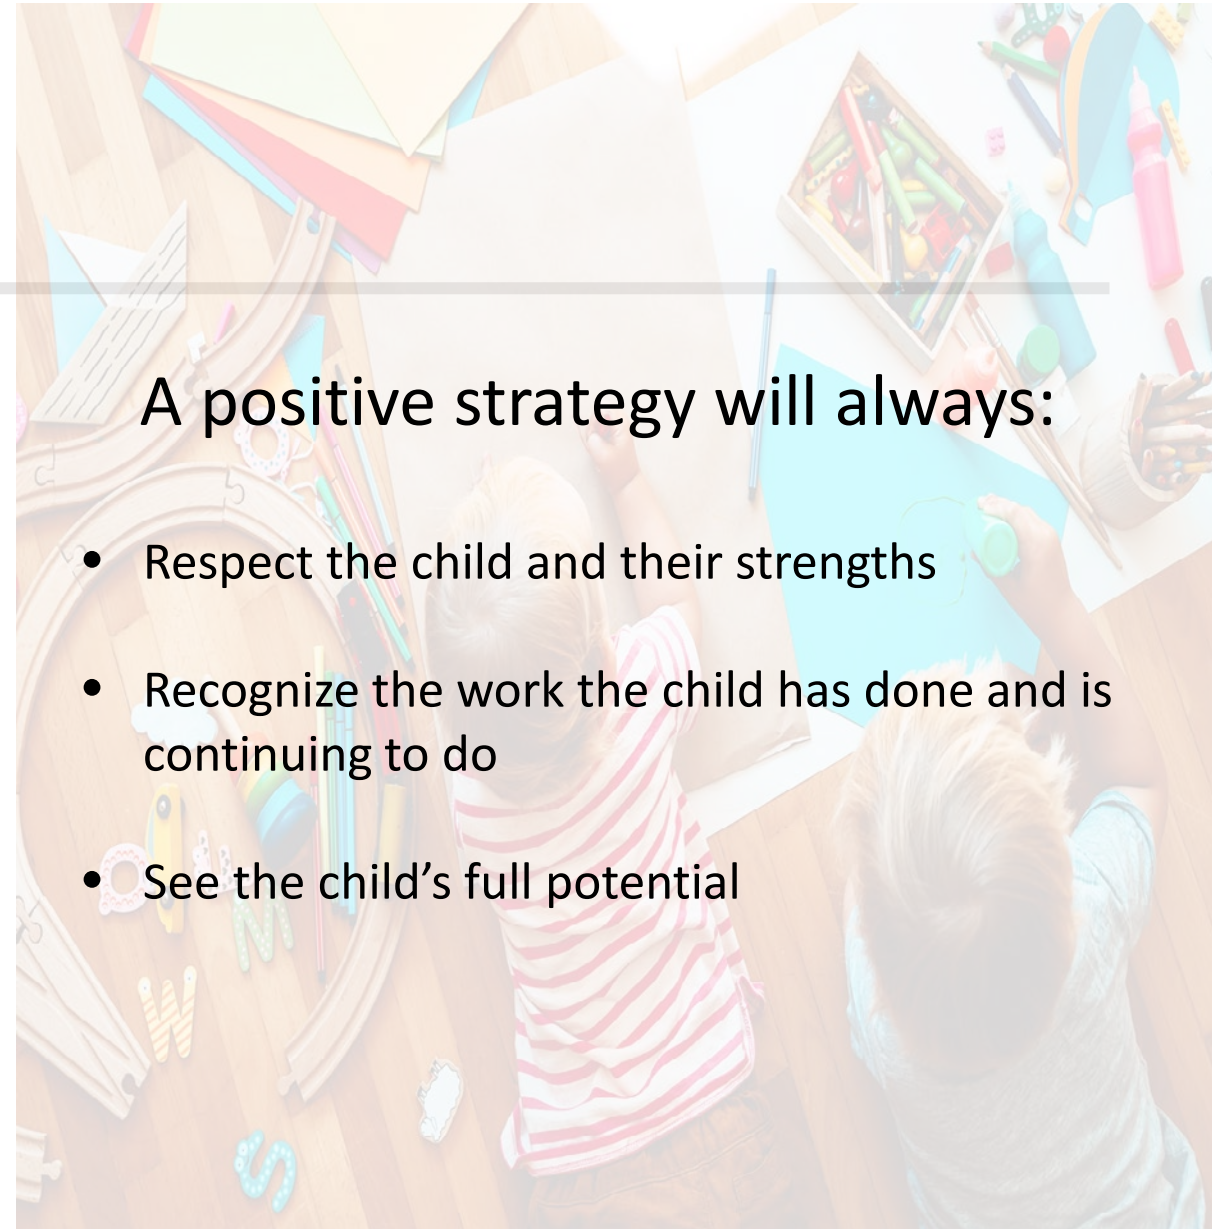 A positive strategy will always:
• Respect the child and their strengths
• Recognize the work the child has done and is
continuing to do
• See the child’s full potential